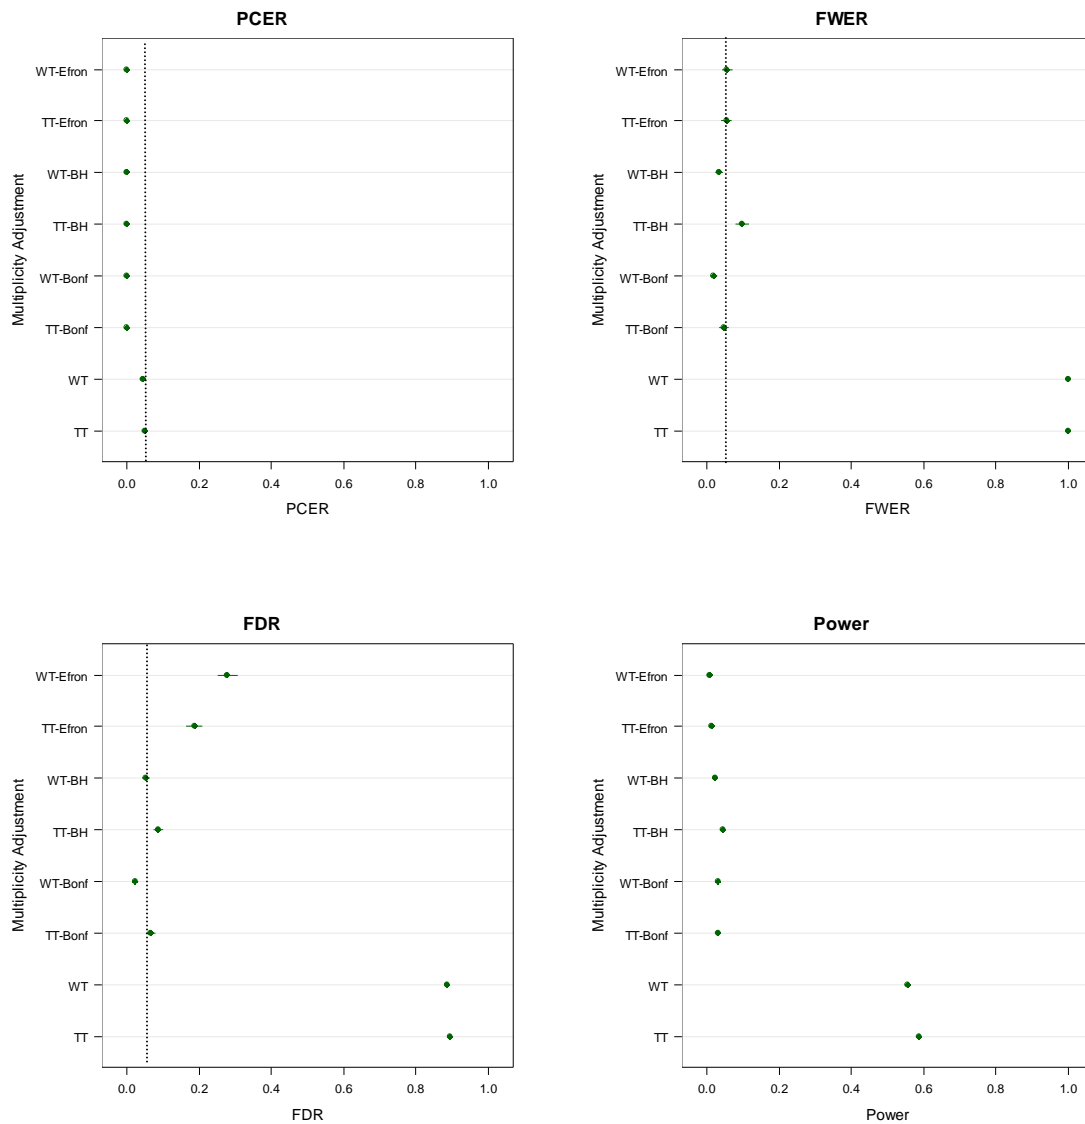 PCER
Multiplicity Adjustment
WT-Efron
TT-Efron
WT-BH
TT-BH
WT-Bonf
TT-Bonf
WT
TT
0.0 0.2 0.4 0.6 0.8 1.0
PCER
FWER
Multiplicity Adjustment
WT-Efron
TT-Efron
WT-BH
TT-BH
WT-Bonf
TT-Bonf
WT
TT
0.0 0.2 0.4 0.6 0.8 1.0
FWER
FDR
Multiplicity Adjustment
WT-Efron
TT-Efron
WT-BH
TT-BH
WT-Bonf
TT-Bonf
WT
TT
0.0 0.2 0.4 0.6 0.8 1.0
FDR
Power
Multiplicity Adjustment
WT-Efron
TT-Efron
WT-BH
TT-BH
WT-Bonf
TT-Bonf
WT
TT
0.0 0.2 0.4 0.6 0.8 1.0
Power